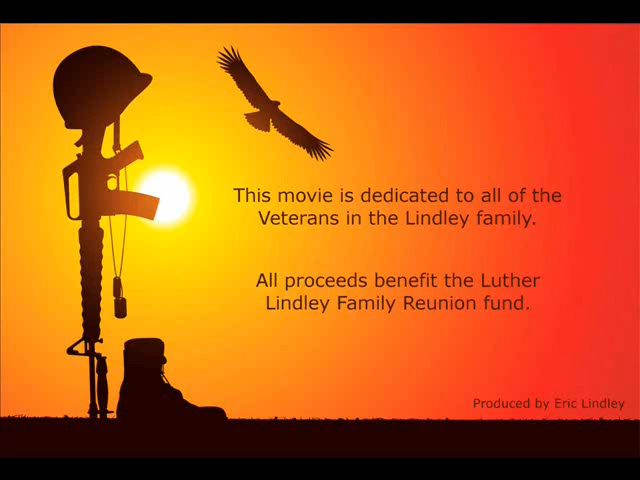 This movie is dedicated to all of the
Veterans in the Lindley family.
All proceeds benefit the Luther
Lindley Family Reunion fund.
Produced by Eric Lindley